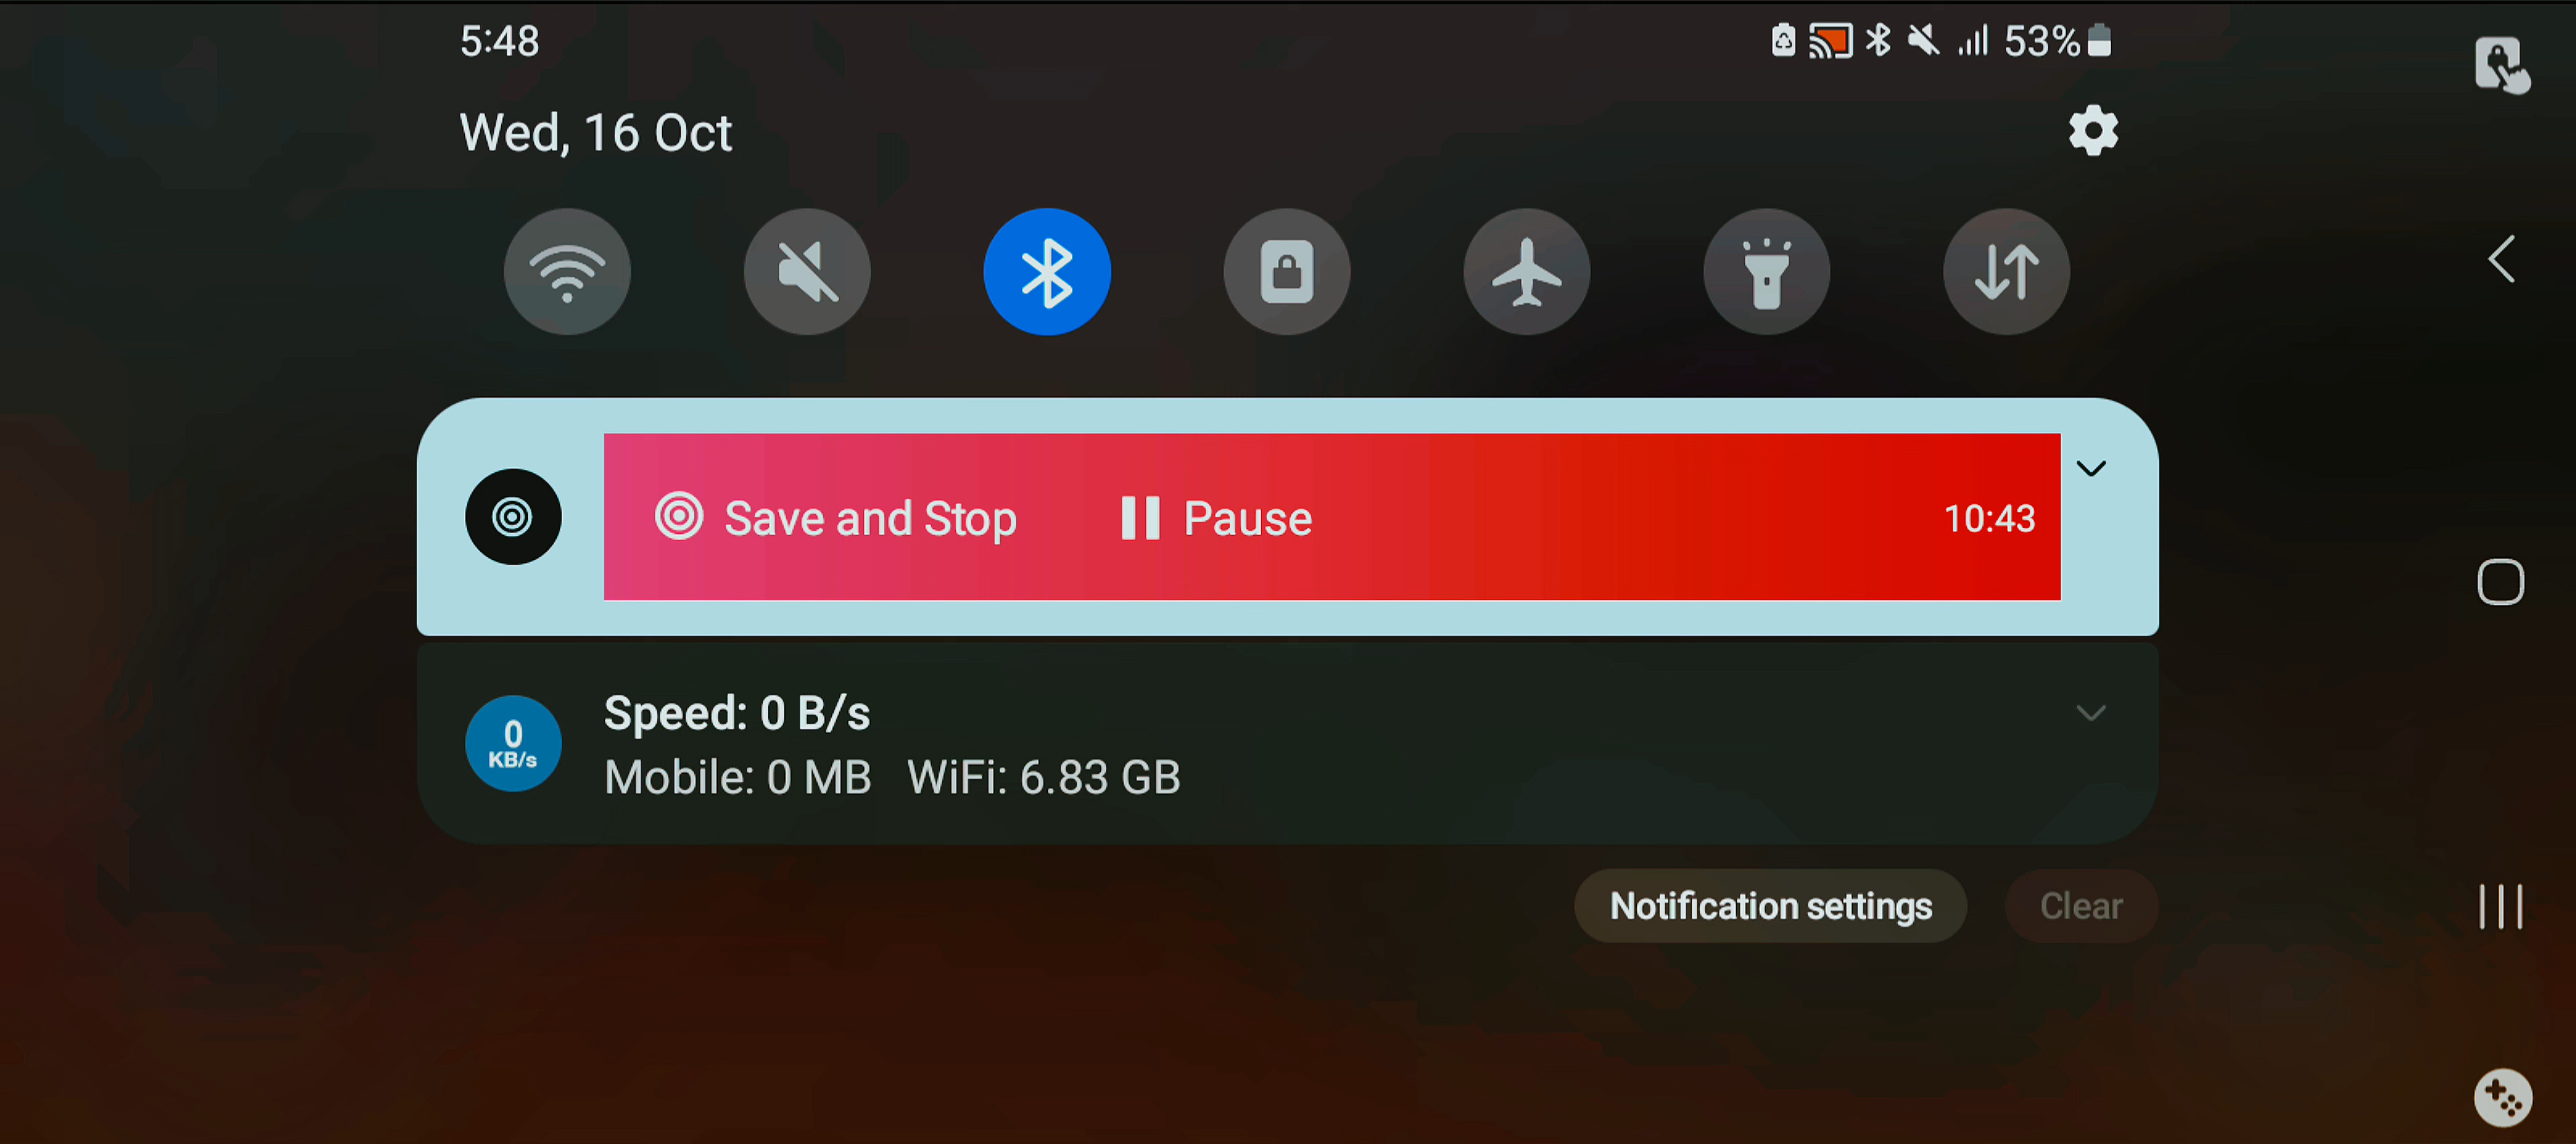 5:48
53%
Wed, 16 Oct
Save and Stop
Pause
10:43
0
KB/s
Speed: 0 B/s
Mobile: 0 MB WiFi: 6.83 GB
Notification settings
Clear